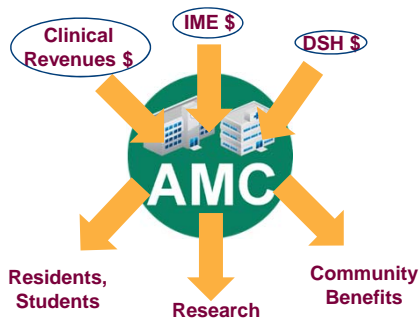 Clinical
Revenues $
IME $
DSH $
AMC
Residents,
Students
Research
Community
Benefits